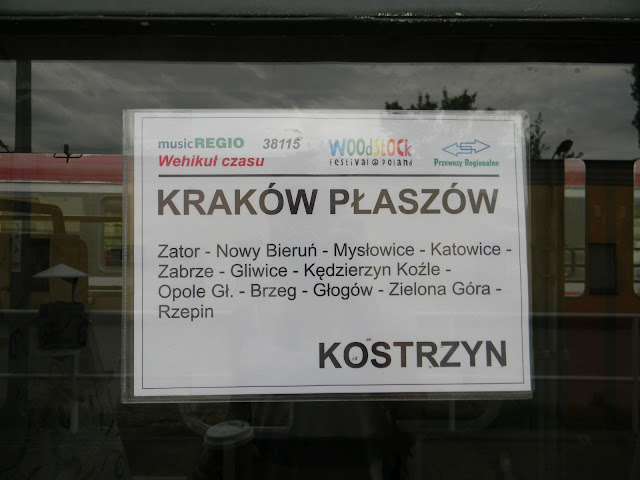 musicREGIO 38115 WOODSTOCK
Wehikuł czasu festival@poland Przewozy Regionalne
KRAKÓW PŁASZÓW
Zator - Nowy Bieruń - Mysłowice - Katowice -
Zabrze - Gliwice - Kędzierzyn Koźle -
Opole Gł. - Brzeg - Głogów - Zielona Góra -
Rzepin
KOSTRZYN